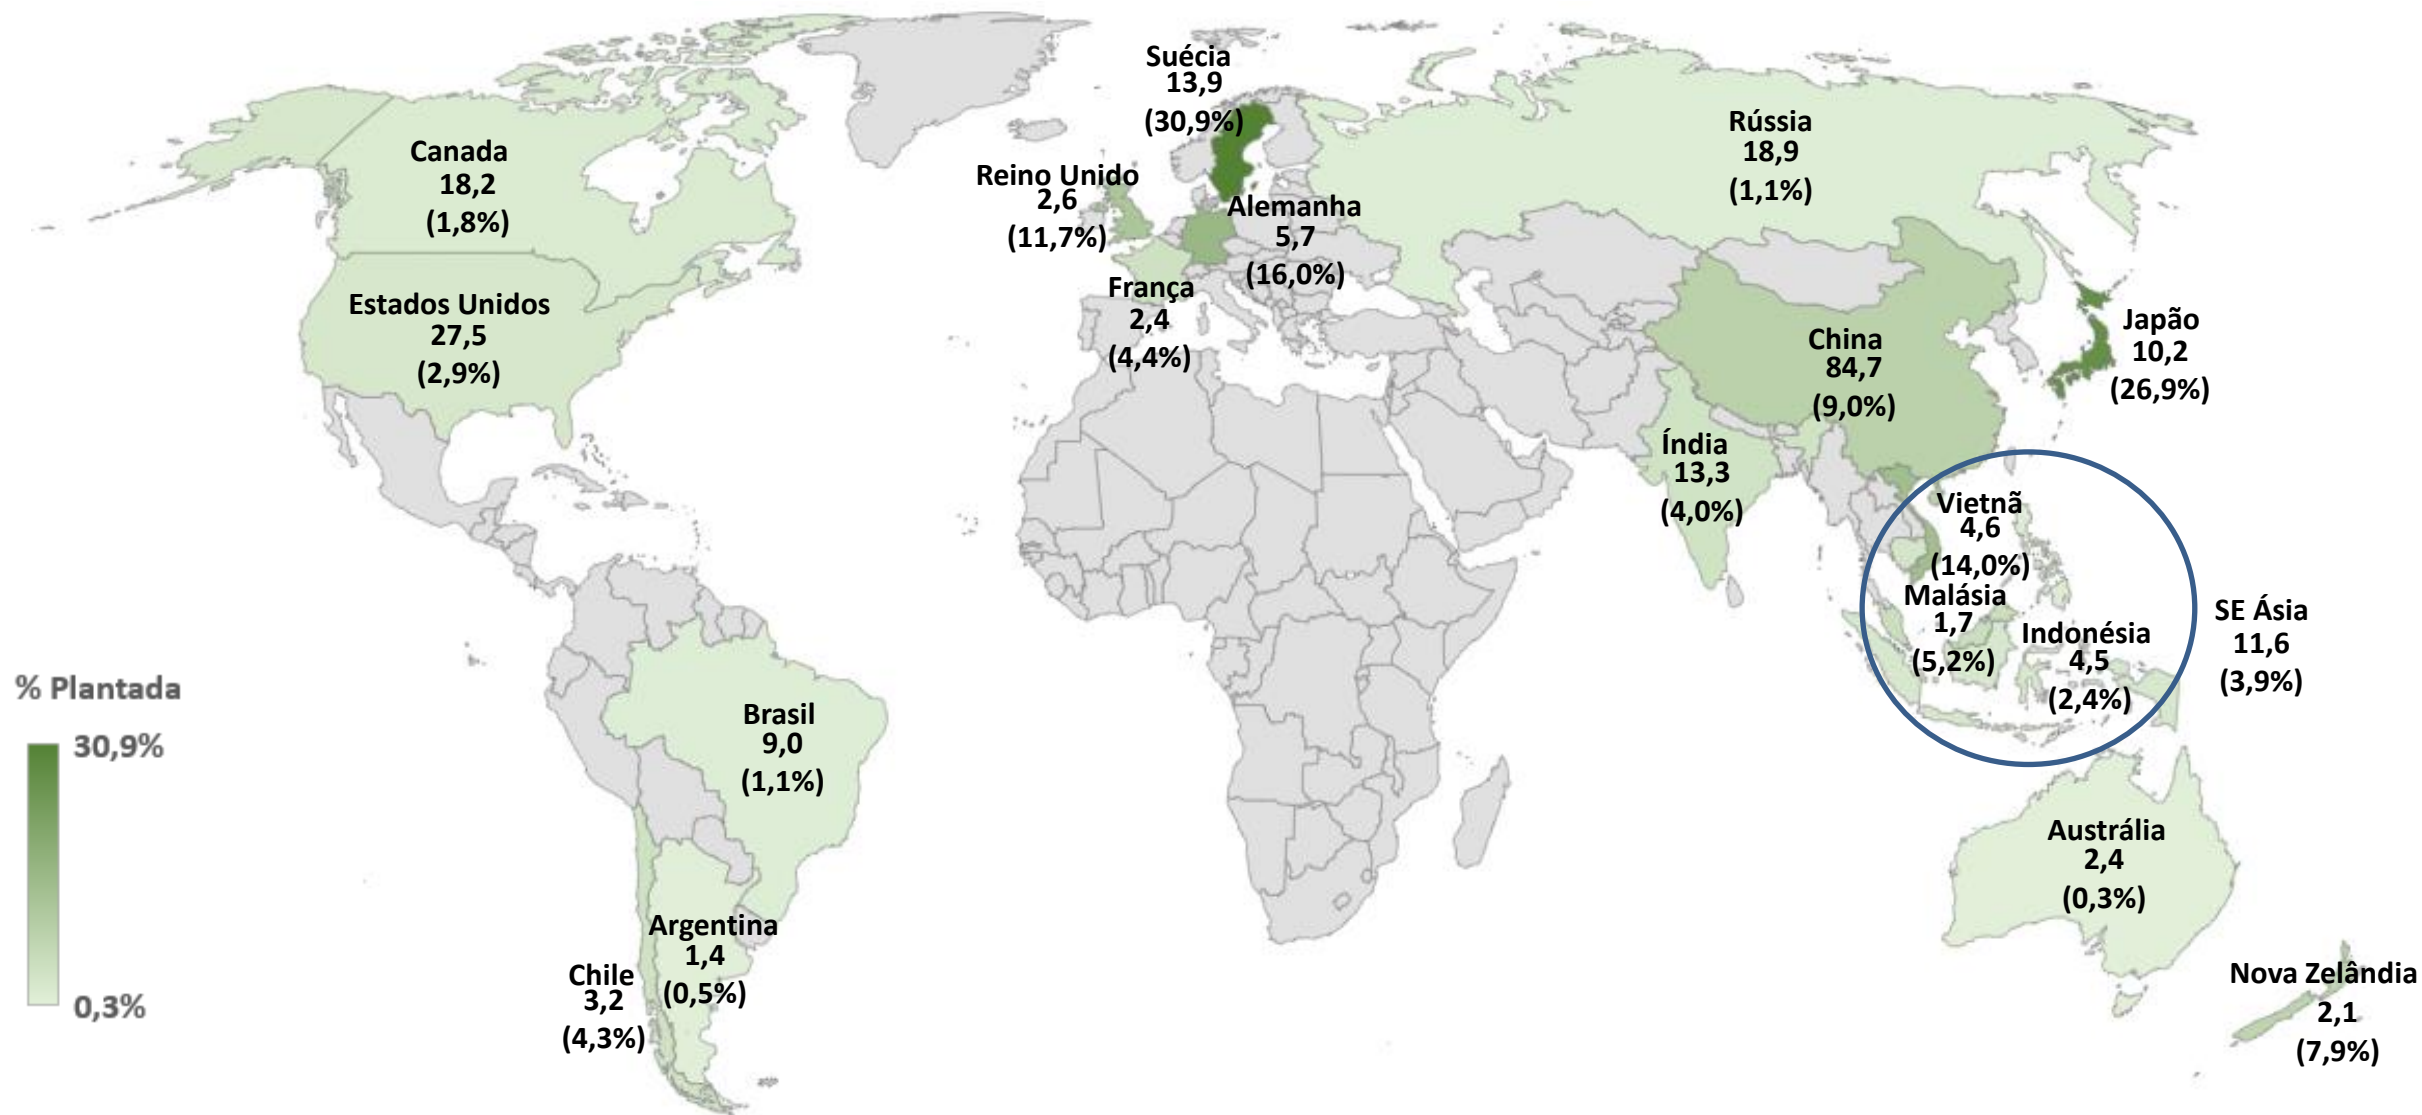 Suécia
13,9
(30,9%)
Canada
18,2
(1,8%)
Rússia
18,9
(1,1%)
Reino Unido
2,6
(11,7%)
Alemanha
5,7
(16,0%)
Estados Unidos
27,5
(2,9%)
França
2,4
(4,4%)
China
84,7
(9,0%)
Japão
10,2
(26,9%)
Índia
13,3
(4,0%)
Vietnã
4,6
(14,0%)
Malásia
1,7
(5,2%)
Indonésia
4,5
(2,4%)
SE Ásia
11,6
(3,9%)
% Plantada
30,9%
0,3%
Brasil
9,0
(1,1%)
Austrália
2,4
(0,3%)
Argentina
1,4
(0,5%)
Chile
3,2
(4,3%)
Nova Zelândia
2,1
(7,9%)